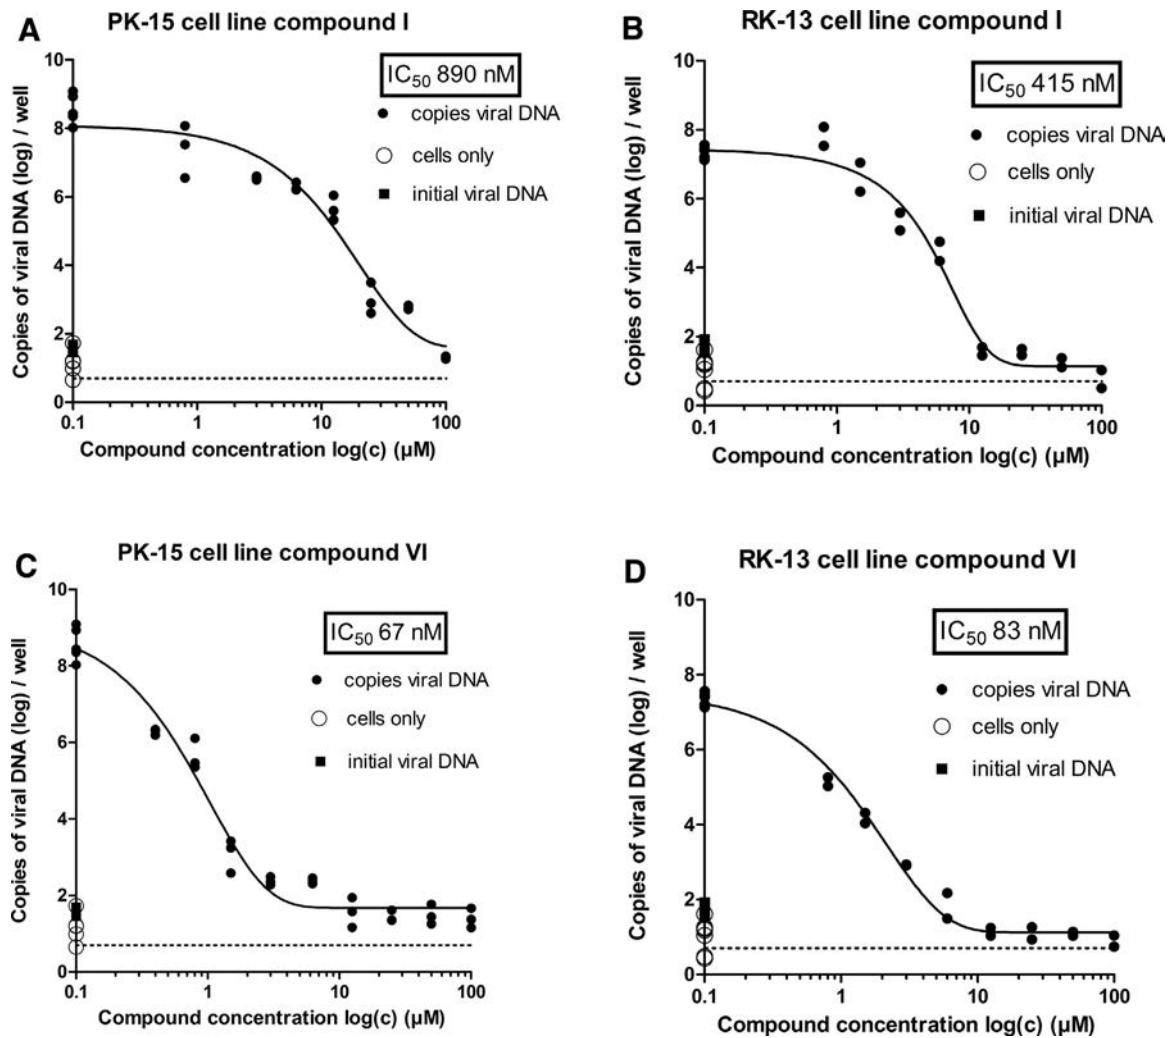 A
PK-15 cell line compound I
IC50 890 nM
copies viral DNA
cells only
initial viral DNA
Copies of viral DNA (log) / well
10
8
6
4
2
0
0.1
1
10
100
Compound concentration log(c) (µM)
B
RK-13 cell line compound I
IC50 415 nM
copies viral DNA
cells only
initial viral DNA
Copies of viral DNA (log) / well
10
8
6
4
2
0
0.1
1
10
100
Compound concentration log(c) (µM)
C
PK-15 cell line compound VI
IC50 67 nM
copies viral DNA
cells only
initial viral DNA
Copies of viral DNA (log) / well
10
8
6
4
2
0
0.1
1
10
100
Compound concentration log(c) (µM)
D
RK-13 cell line compound VI
IC50 83 nM
copies viral DNA
cells only
initial viral DNA
Copies of viral DNA (log) / well
10
8
6
4
2
0
0.1
1
10
100
Compound concentration log(c) (µM)